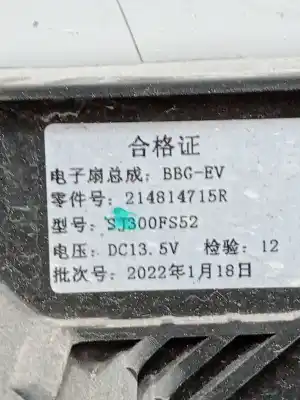 合格证
电子扇总成: BBG-EV
零件号: 214814715R
型号: SJ300FS52
电压: DC13.5V 检验: 12
批次号: 2022年1月18日